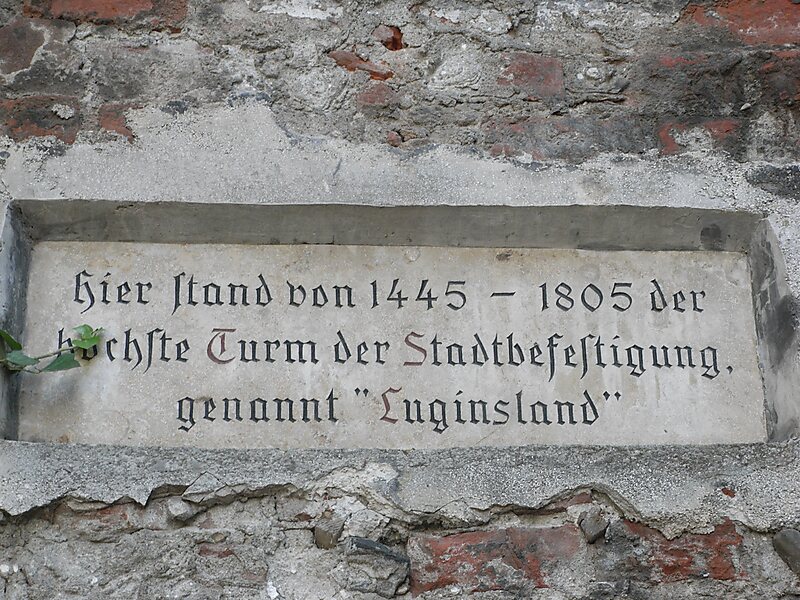 hier stand von 1445 - 1805 der
höchste Turm der Stadtbefestigung,
genannt "Luginsland"